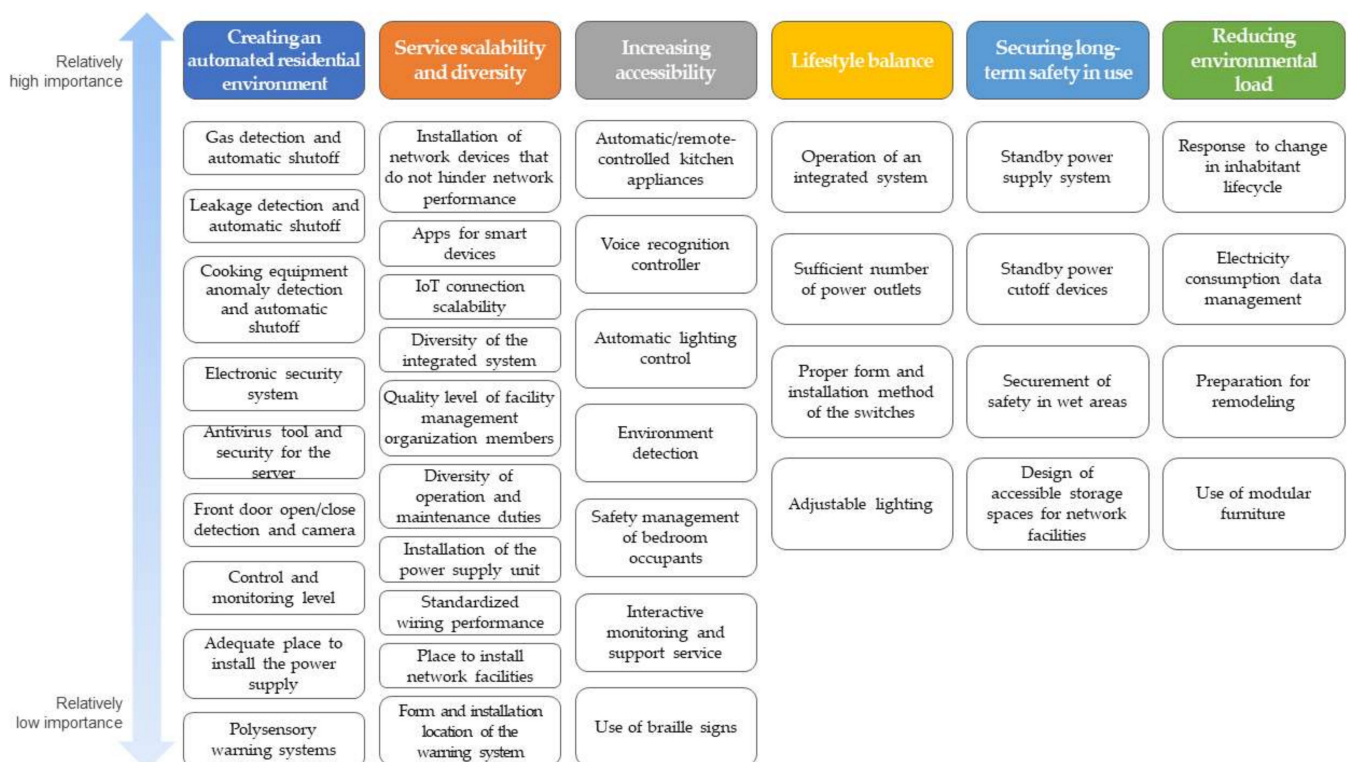 Relatively
high importance
Relatively
low importance
Creating an
automated residential
environment
Gas detection and
automatic shutoff
Leakage detection and
automatic shutoff
Cooking equipment
anomaly detection
and automatic
shutoff
Electronic security
system
Antivirus tool and
security for the
server
Front door open/close
detection and camera
Control and
monitoring level
Adequate place to
install the power
supply
Polysensory
warning systems
Service scalability
and diversity
Installation of
network devices that
do not hinder network
performance
Apps for smart
devices
IoT connection
scalability
Diversity of the
integrated system
Quality level of facility
management
organization members
Diversity of
operation and
maintenance duties
Installation of the
power supply unit
Standardized
wiring performance
Place to install
network facilities
Form and installation
location of the
warning system
Increasing
accessibility
Automatic/remote-
controlled kitchen
appliances
Voice recognition
controller
Automatic lighting
control
Environment
detection
Safety management
of bedroom
occupants
Interactive
monitoring and
support service
Use of braille signs
Lifestyle balance
Operation of an
integrated system
Sufficient number
of power outlets
Proper form and
installation method
of the switches
Adjustable lighting
Securing long-
term safety in use
Standby power
supply system
Standby power
cutoff devices
Securement of
safety in wet areas
Design of
accessible storage
spaces for network
facilities
Reducing
environmental
load
Response to change
in inhabitant
lifecycle
Electricity
consumption data
management
Preparation for
remodeling
Use of modular
furniture